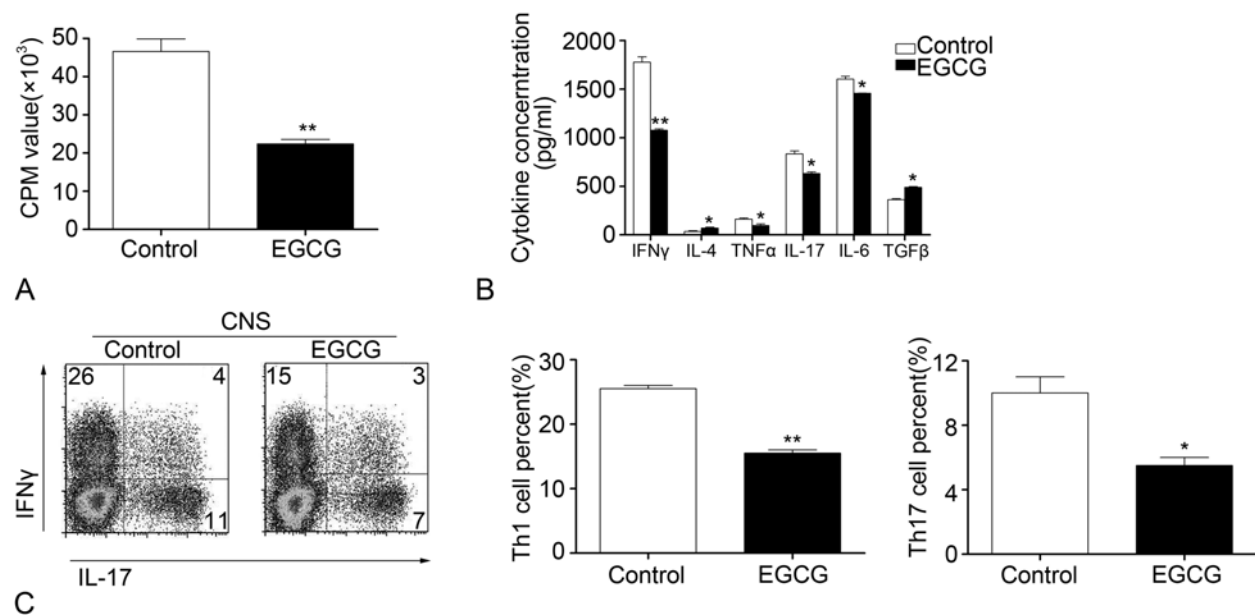 CPM value(×10³)
50
40
30
20
10
0
**
Control
EGCG
A
Cytokine concerntration
(pg/ml)
2000
1500
1000
500
0
Control
EGCG
**
*
*
*
*
*
IFNγ IL-4 TNFα IL-17 IL-6 TGFβ
B
CNS
Control
EGCG
26 4
11
15 3
7
IFNγ
IL-17
C
Th1 cell percent(%)
30
20
10
0
**
Control
EGCG
Th17 cell percent(%)
12
8
4
0
*
Control
EGCG